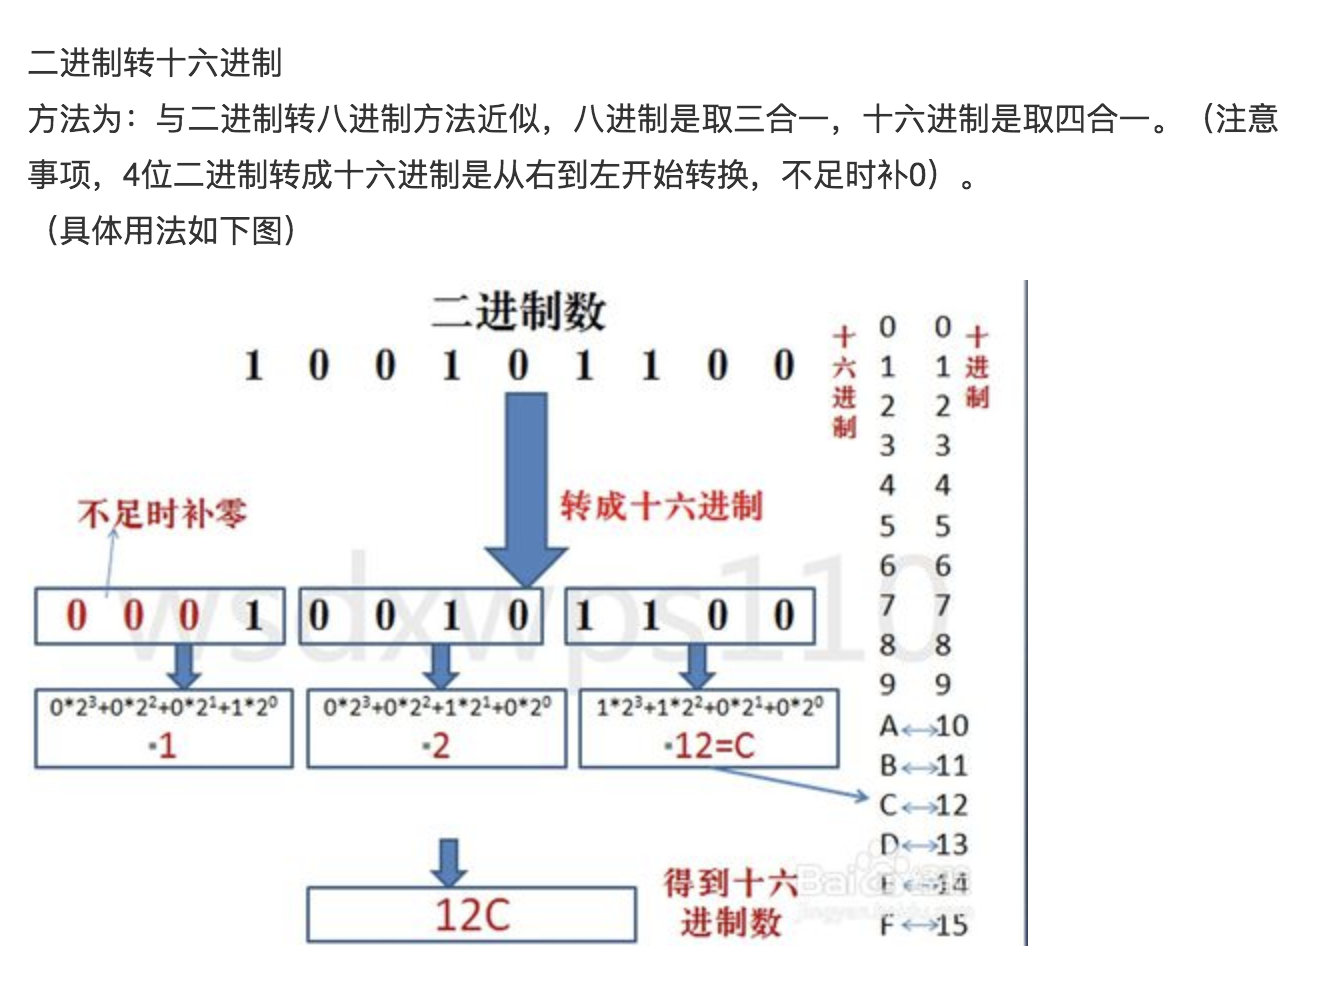 二进制转十六进制
方法为：与二进制转八进制方法近似，八进制是取三合一，十六进制是取四合一。（注意
事项，4位二进制转成十六进制是从右到左开始转换，不足时补0）。
（具体用法如下图）
二进制数
1 0 0 1 0 1 1 0 0
不足时补零
转成十六进制
0 0 0 1 0 0 1 0 1 1 0 0
0*2³+0*2²+0*2¹+1*2⁰
▪1
0*2³+0*2²+1*2¹+0*2⁰
▪2
1*2³+1*2²+0*2¹+0*2⁰
▪12=C
12C
得到十六
进制数
十六进制
十进制
0 0
1 1
2 2
3 3
4 4
5 5
6 6
7 7
8 8
9 9
A 10
B 11
C 12
D 13
E 14
F 15
wsdxwps110
Bai 经验
jingyan.baidu.com